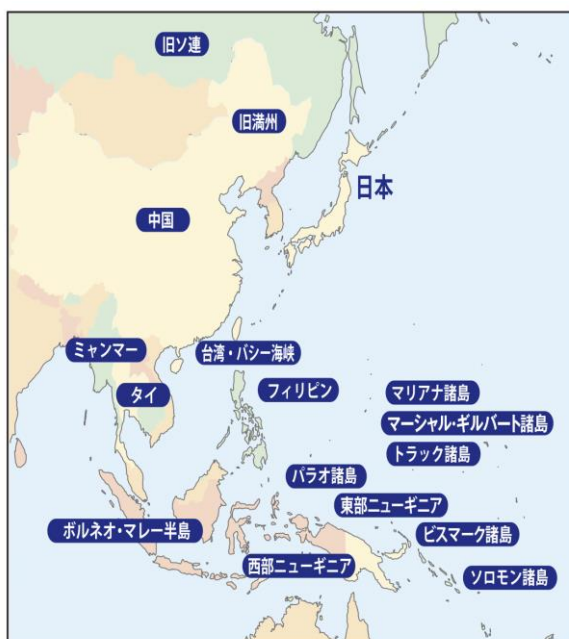 旧ソ連
旧満州
日本
中国
ミャンマー
台湾・バシー海峡
タイ
フィリピン
マリアナ諸島
マーシャル・ギルバート諸島
トラック諸島
パラオ諸島
東部ニューギニア
ボルネオ・マレー半島
ビスマーク諸島
西部ニューギニア
ソロモン諸島